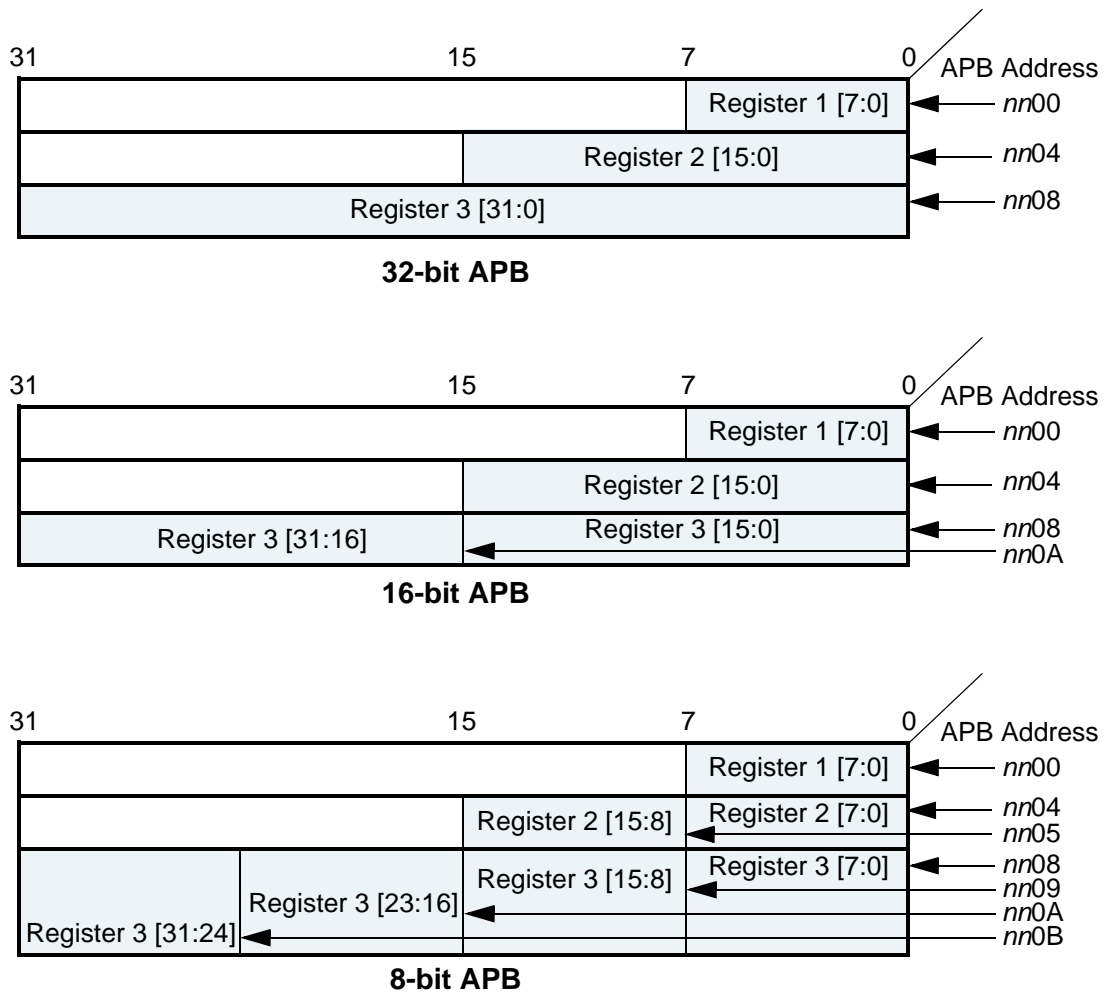 31 15 7 0
APB Address
Register 1 [7:0] nn00
Register 2 [15:0] nn04
Register 3 [31:0] nn08
32-bit APB
31 15 7 0
APB Address
Register 1 [7:0] nn00
Register 2 [15:0] nn04
Register 3 [31:16] Register 3 [15:0] nn08
nn0A
16-bit APB
31 15 7 0
APB Address
Register 1 [7:0] nn00
Register 2 [15:8] Register 2 [7:0] nn04
nn05
Register 3 [7:0] nn08
Register 3 [15:8] nn09
Register 3 [23:16] nn0A
Register 3 [31:24] nn0B
8-bit APB